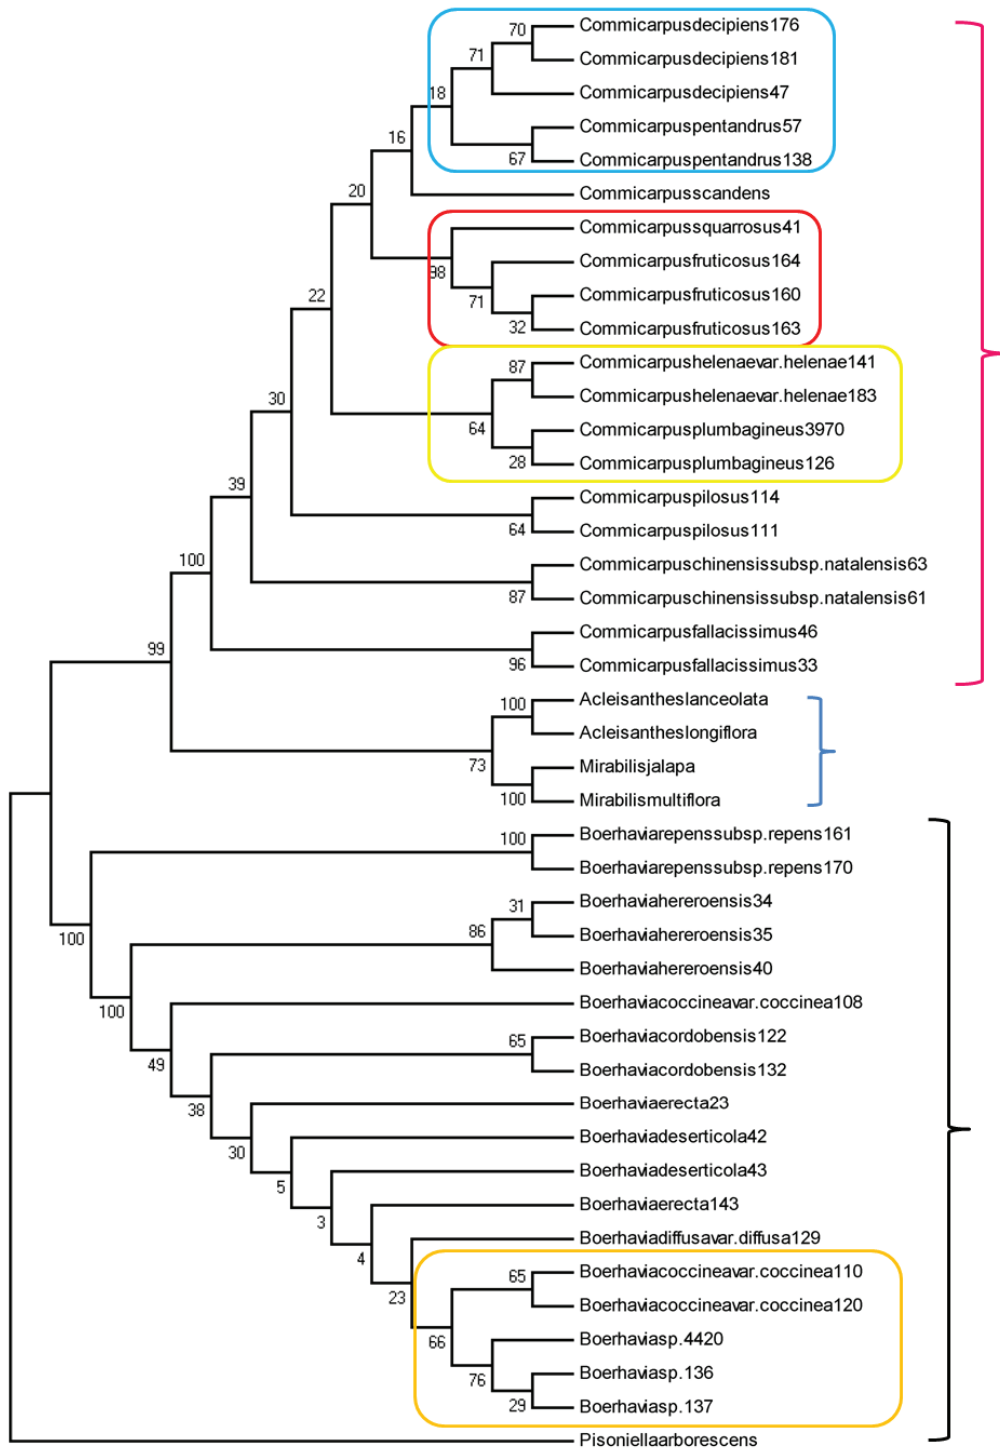 70
Commicarpusdecipiens176
71
Commicarpusdecipiens181
18
Commicarpusdecipiens47
16
Commicarpuspentandrus57
67
Commicarpuspentandrus138
20
Commicarpusscandens
Commicarpussquarrosus41
98
Commicarpusfruticosus164
71
Commicarpusfruticosus160
22
32
Commicarpusfruticosus163
87
Commicarpushelenaevar.helenae141
30
Commicarpushelenaevar.helenae183
64
Commicarpusplumbagineus3970
28
Commicarpusplumbagineus126
39
Commicarpuspilosus114
64
Commicarpuspilosus111
100
Commicarpuschinensissubsp.natalensis63
87
Commicarpuschinensissubsp.natalensis61
99
Commicarpusfallacissimus46
96
Commicarpusfallacissimus33
100
Acleisantheslanceolata
Acleisantheslongiflora
73
Mirabilisjalapa
100
Mirabilismultiflora
100
Boerhaviarepenssubsp.repens161
Boerhaviarepenssubsp.repens170
31
Boerhaviahereroensis34
100
86
Boerhaviahereroensis35
Boerhaviahereroensis40
100
Boerhaviacoccineavar.coccinea108
49
65
Boerhaviacordobensis122
Boerhaviacordobensis132
38
Boerhaviaerecta23
30
Boerhaviadeserticola42
5
Boerhaviadeserticola43
3
Boerhaviaerecta143
4
Boerhaviadiffusavar.diffusa129
23
65
Boerhaviacoccineavar.coccinea110
Boerhaviacoccineavar.coccinea120
66
Boerhaviasp.4420
76
Boerhaviasp.136
29
Boerhaviasp.137
Pisoniellaarborescens